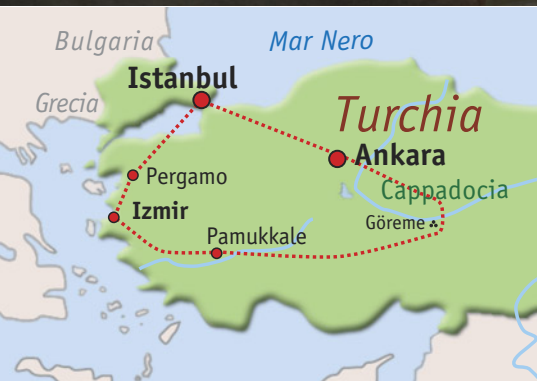 Bulgaria
Mar Nero
Istanbul
Grecia
Turchia
Ankara
Pergamo
Cappadocia
Izmir
Göreme
Pamukkale